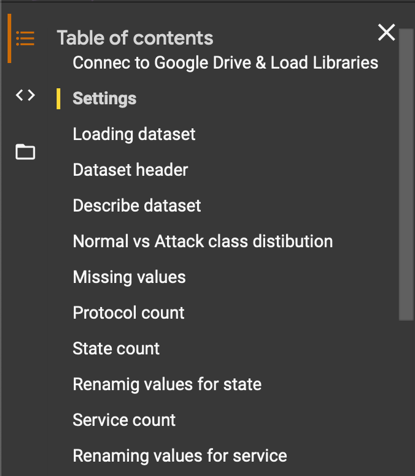 Table of contents
Connec to Google Drive & Load Libraries
Settings
Loading dataset
Dataset header
Describe dataset
Normal vs Attack class distibution
Missing values
Protocol count
State count
Renamig values for state
Service count
Renaming values for service